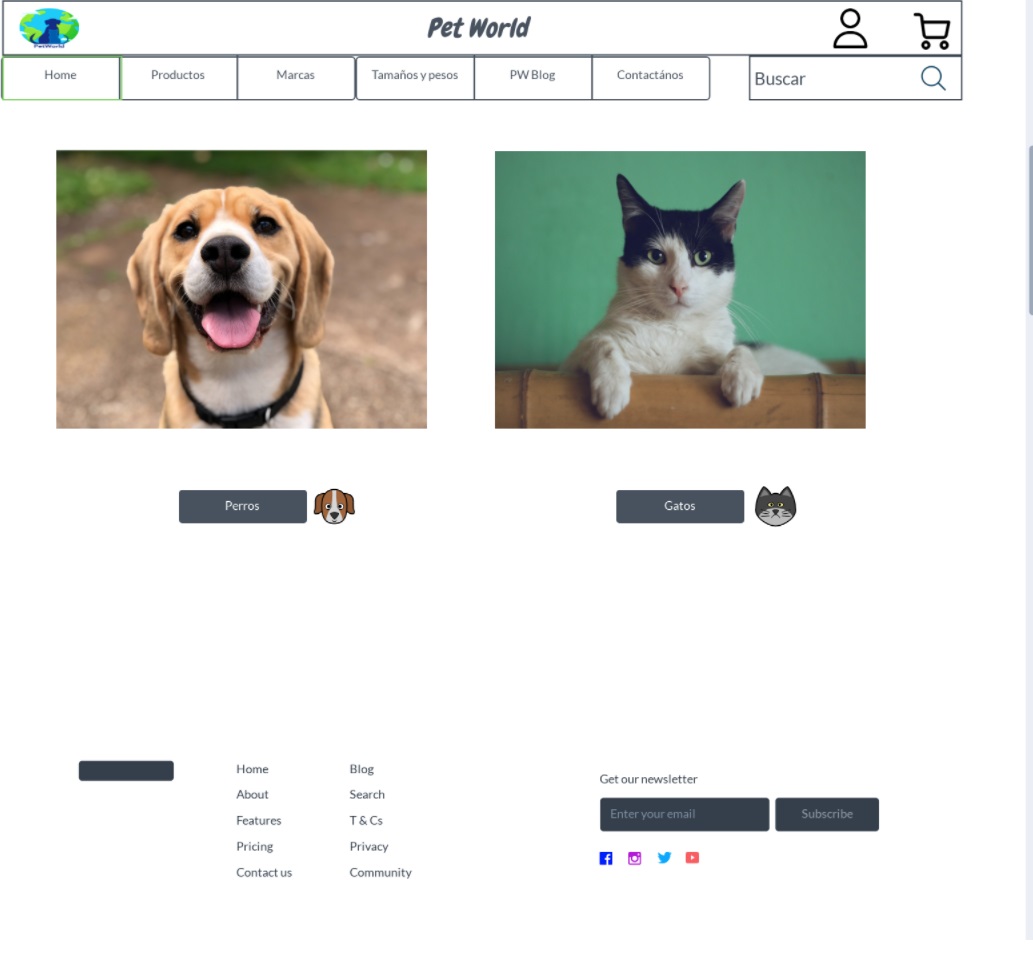 PetWorld
Pet World
Home
Productos
Marcas
Tamaños y pesos
PW Blog
Contactános
Buscar
Perros
Gatos
Home
About
Features
Pricing
Contact us
Blog
Search
T & Cs
Privacy
Community
Get our newsletter
Enter your email
Subscribe